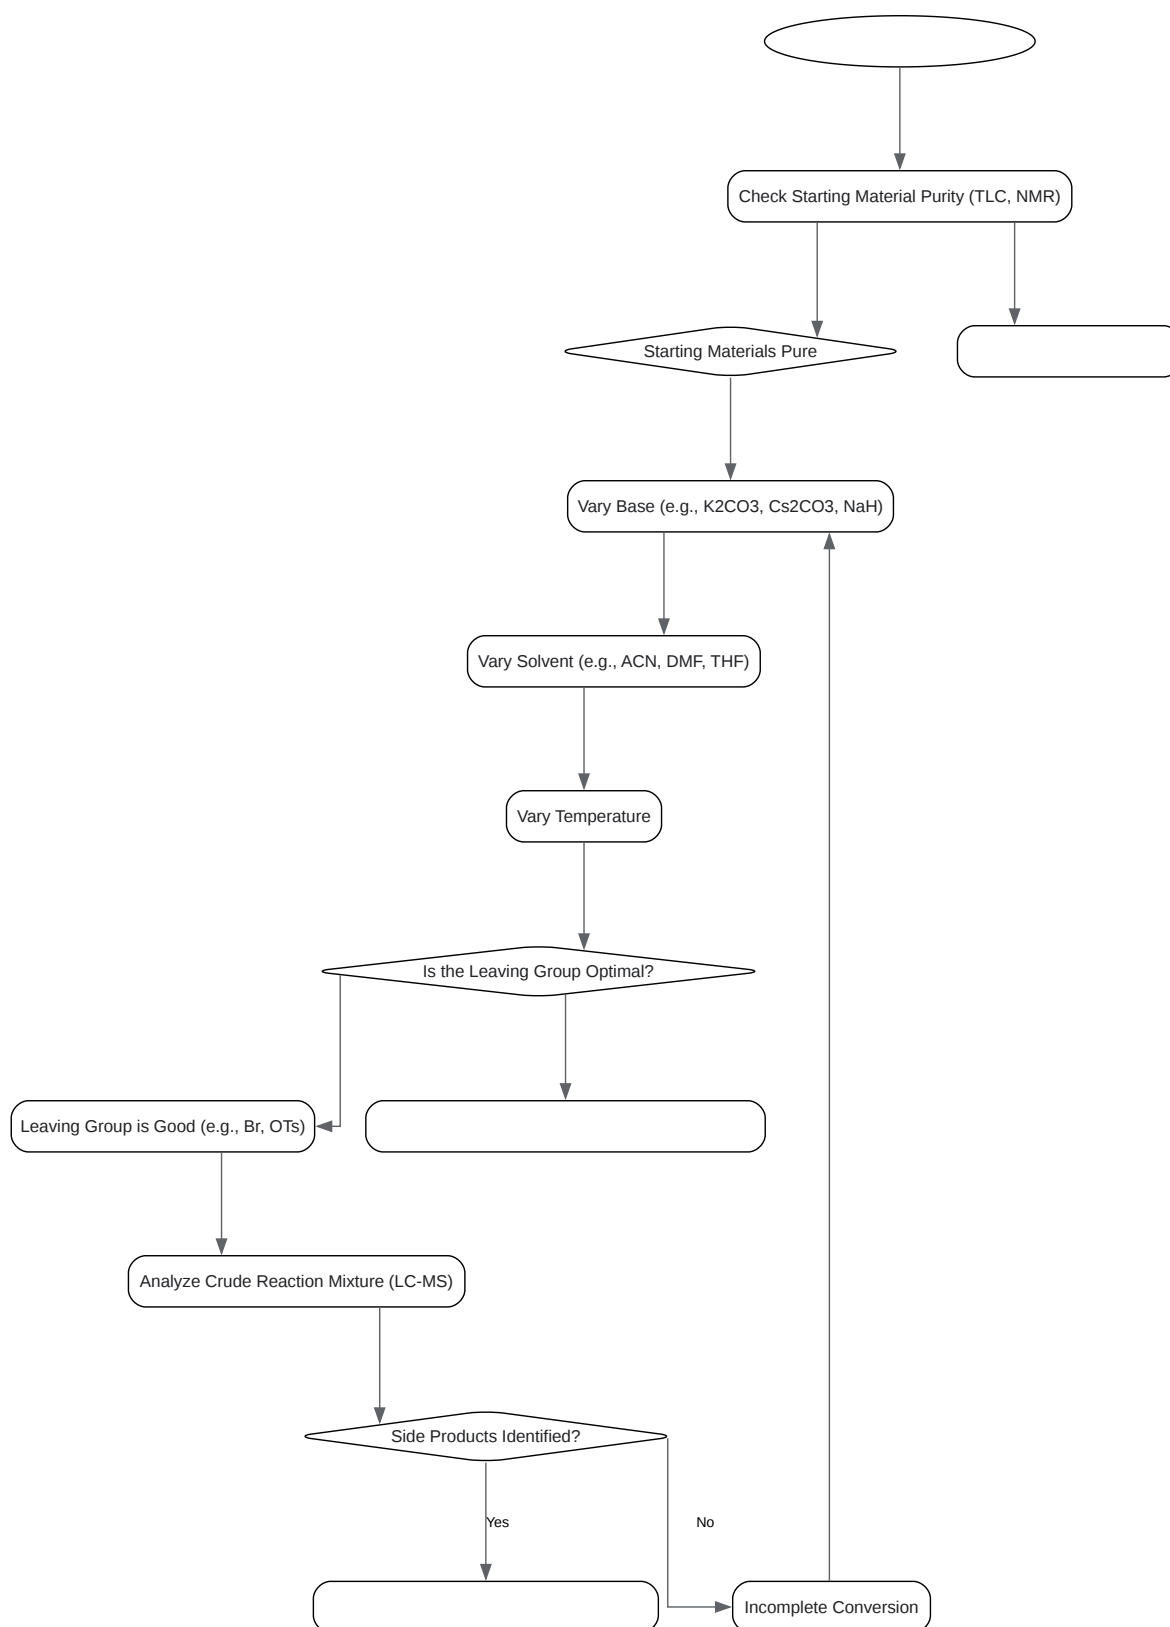 Check Starting Material Purity (TLC, NMR)
Starting Materials Pure
Vary Base (e.g., K2CO3, Cs2CO3, NaH)
Vary Solvent (e.g., ACN, DMF, THF)
Vary Temperature
Is the Leaving Group Optimal?
Leaving Group is Good (e.g., Br, OTs)
Analyze Crude Reaction Mixture (LC-MS)
Side Products Identified?
Yes
No
Incomplete Conversion